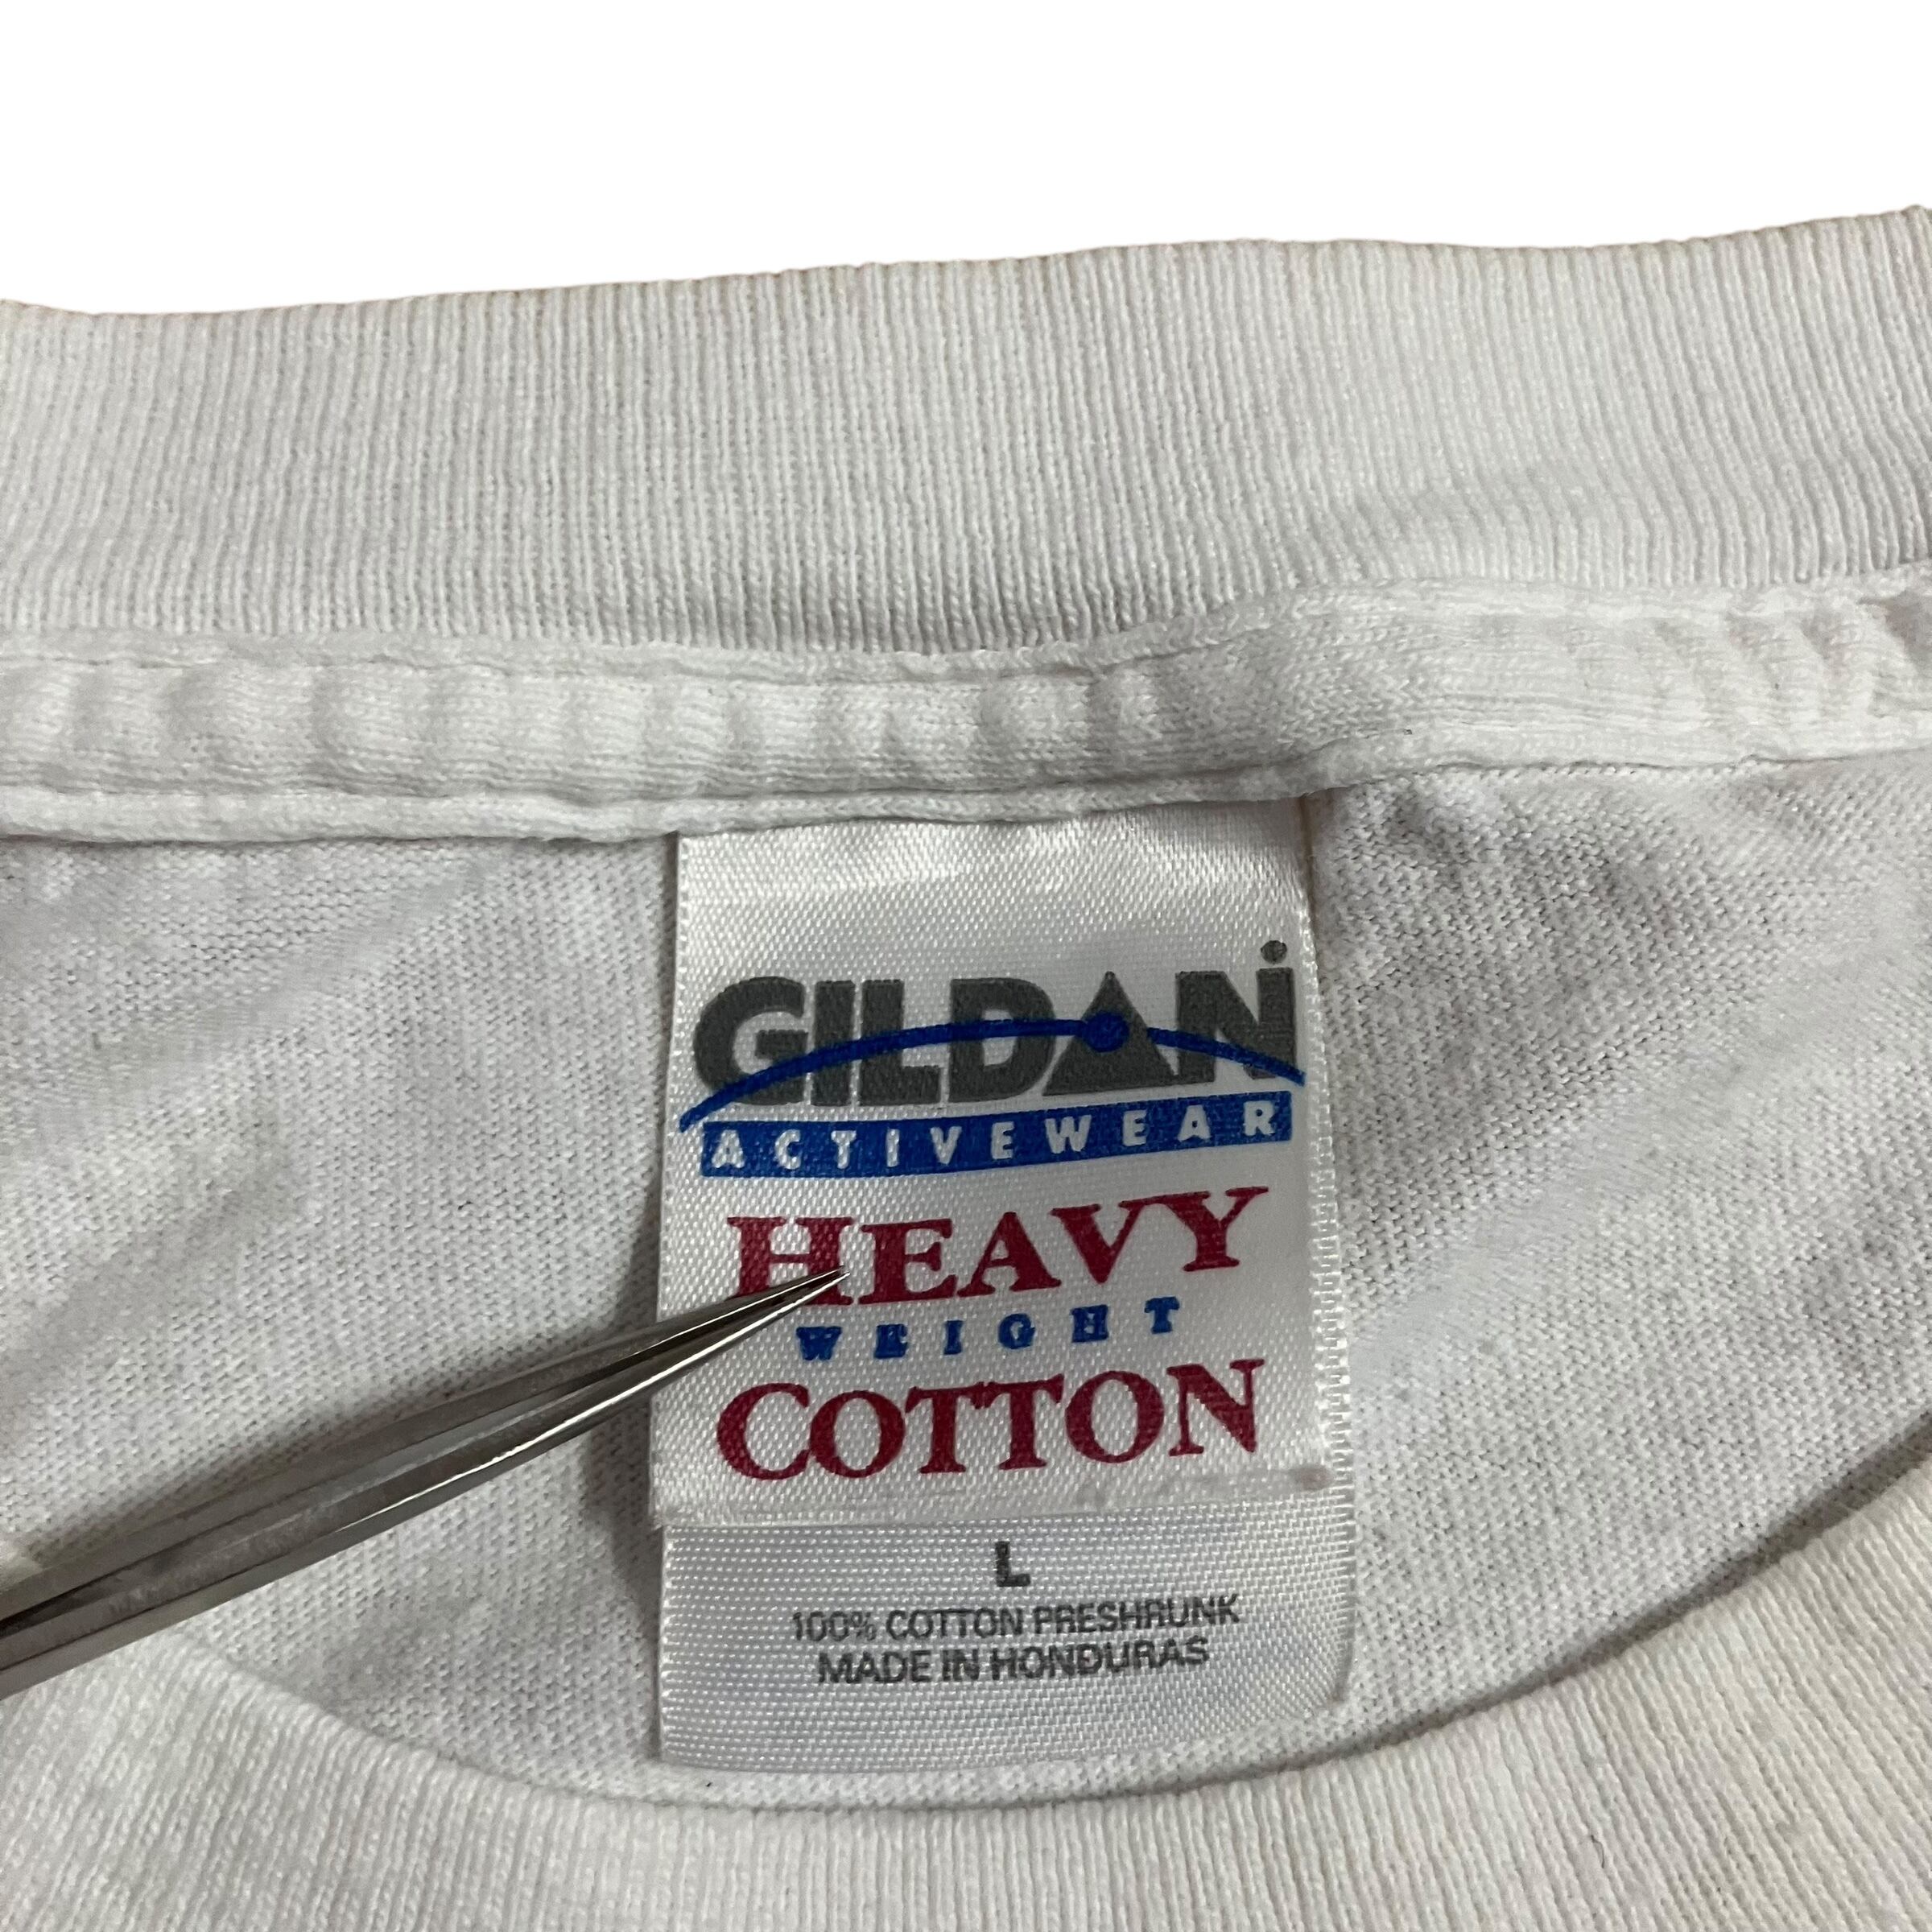 GILDAN
ACTIVEWEAR
HEAVY
WEIGHT
COTTON
L
100% COTTON PRESHRUNK
MADE IN HONDURAS